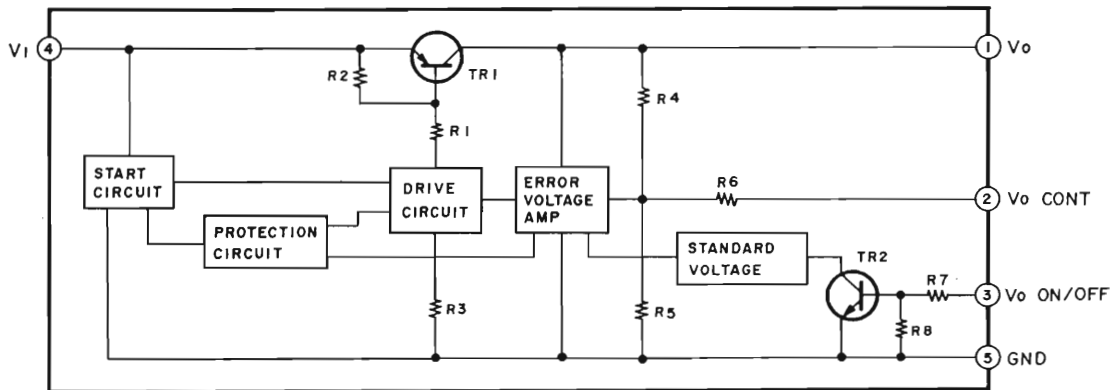 VI 4
1 Vo
R2
TR1
R4
R1
START
CIRCUIT
DRIVE
CIRCUIT
ERROR
VOLTAGE
AMP
R6
2 Vo CONT
PROTECTION
CIRCUIT
STANDARD
VOLTAGE
TR2
R7
3 Vo ON/OFF
R3
R5
R8
5 GND